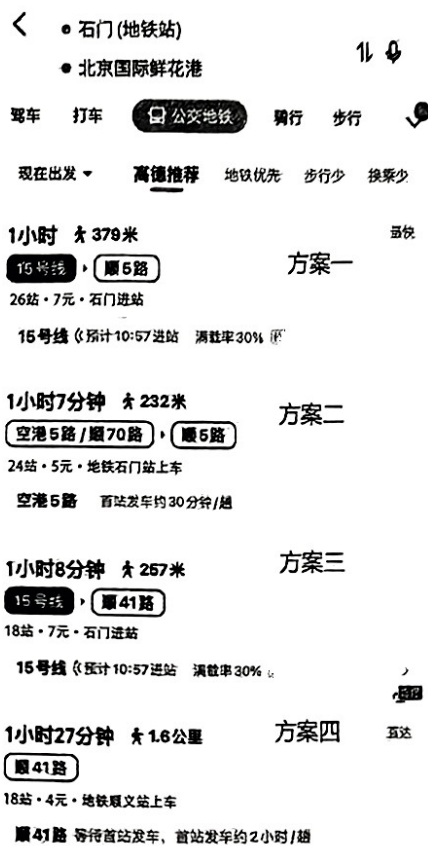 石门(地铁站)
北京国际鲜花港
驾车 打车 公交地铁 骑行 步行
现在出发 高德推荐 地铁优先 步行少 换乘少
1小时 379米 最快
15号线 顺5路 方案一
26站·7元·石门进站
15号线 预计10:57进站 满载率30%
1小时7分钟 232米 方案二
空港5路/顺70路 顺5路
24站·5元·地铁石门站上车
空港5路 首站发车约30分钟/趟
1小时8分钟 257米 方案三
15号线 顺41路
18站·7元·石门进站
15号线 预计10:57进站 满载率30%
1小时27分钟 1.6公里 方案四 直达
顺41路
18站·4元·地铁顺义站上车
顺41路 等待首站发车,首站发车约2小时/趟